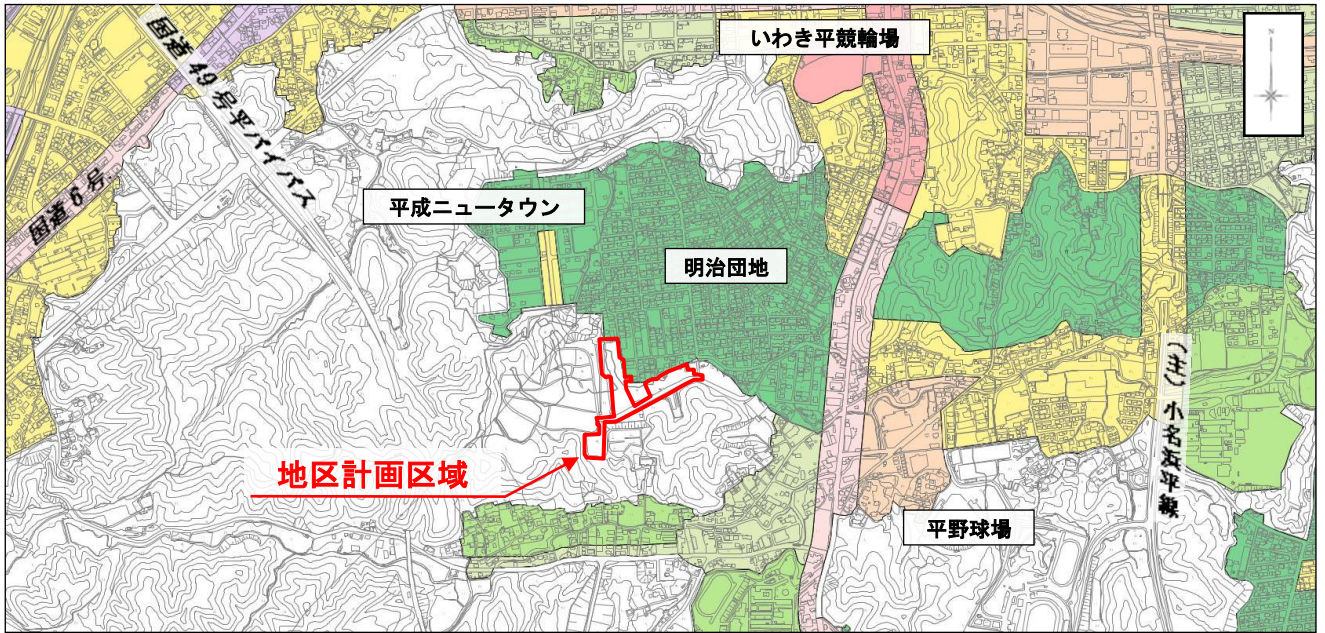 いわき平競輪場
N
国道49号平バイパス
国道6号
平成ニュータウン
明治団地
(主)小名浜平線
地区計画区域
平野球場